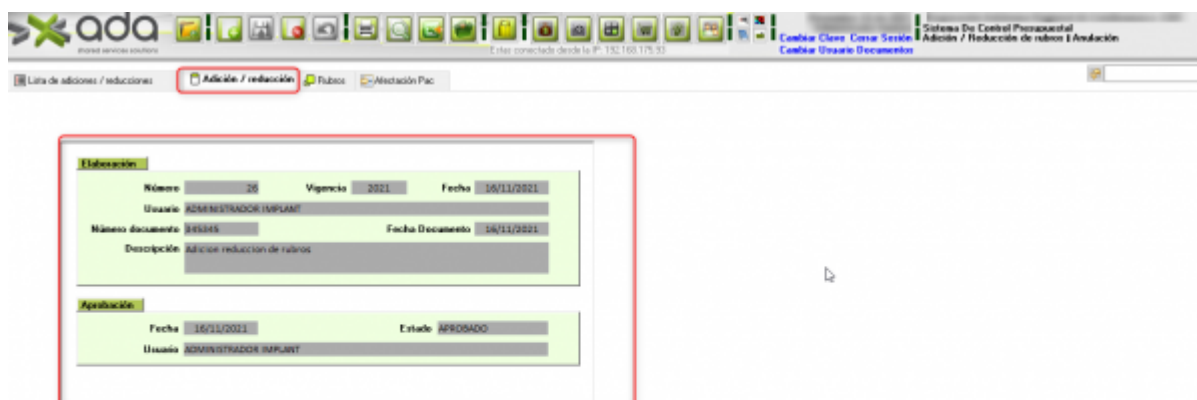 ada
shared services solutions
Estas conectado desde la IP: 192.168.175.93
Cambiar Clave Cerrar Sesión
Cambiar Usuario Documentos
Sistema De Control Presupuestal
Adición / Reducción de rubros || Anulación
Lista de adiciones / reducciones Adición / reducción Rubros Afectación Pac
Elaboración
Número 26 Vigencia 2021 Fecha 16/11/2021
Usuario ADMINISTRADOR IMPLANT
Número documento 345345 Fecha Documento 16/11/2021
Descripción Adicion reduccion de rubros
Aprobación
Fecha 16/11/2021 Estado APROBADO
Usuario ADMINISTRADOR IMPLANT